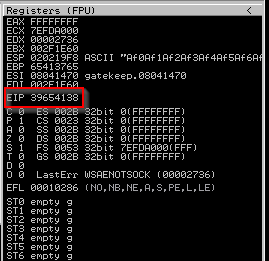 Registers (FPU) <
EAX FFFFFFFF
ECX 7EFDA000
EDX 00002736
EBX 002F1E60
ESP 020219F8 ASCII "Af0Af1Af2Af3Af4Af5Af6Af
EBP 65413765
ESI 08041470 gatekeep.08041470
EDI 002F1E60
EIP 39654138
C 0 ES 002B 32bit 0(FFFFFFFF)
P 1 CS 0023 32bit 0(FFFFFFFF)
A 0 SS 002B 32bit 0(FFFFFFFF)
Z 0 DS 002B 32bit 0(FFFFFFFF)
S 1 FS 0053 32bit 7EFDA000(FFF)
T 0 GS 002B 32bit 0(FFFFFFFF)
D 0
O 0 LastErr WSAENOTSOCK (00002736)
EFL 00010286 (NO,NB,NE,A,S,PE,L,LE)
ST0 empty g
ST1 empty g
ST2 empty g
ST3 empty g
ST4 empty g
ST5 empty g
ST6 empty g